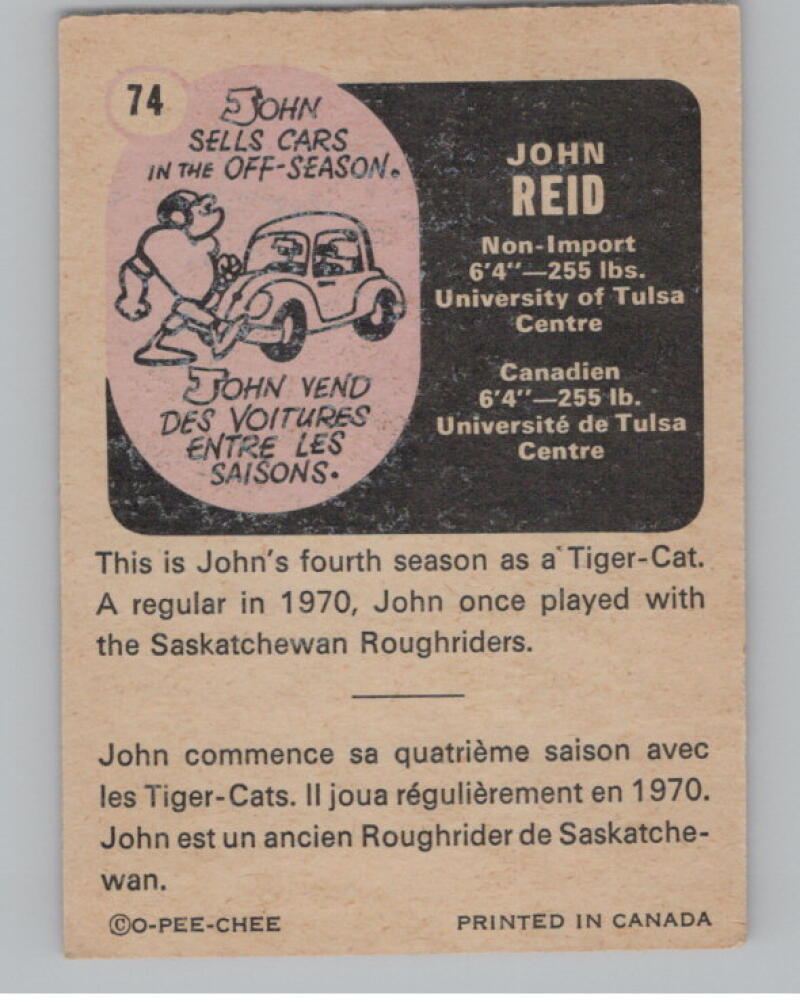 74
JOHN
SELLS CARS
IN THE OFF-SEASON.
JOHN VEND
DES VOITURES
ENTRE LES
SAISONS.
JOHN
REID
Non-Import
6'4"—255 lbs.
University of Tulsa
Centre
Canadien
6'4"—255 lb.
Université de Tulsa
Centre
This is John's fourth season as a Tiger-Cat.
A regular in 1970, John once played with
the Saskatchewan Roughriders.
John commence sa quatrième saison avec
les Tiger-Cats. Il joua régulièrement en 1970.
John est un ancien Roughrider de Saskatche-
wan.
©O-PEE-CHEE PRINTED IN CANADA